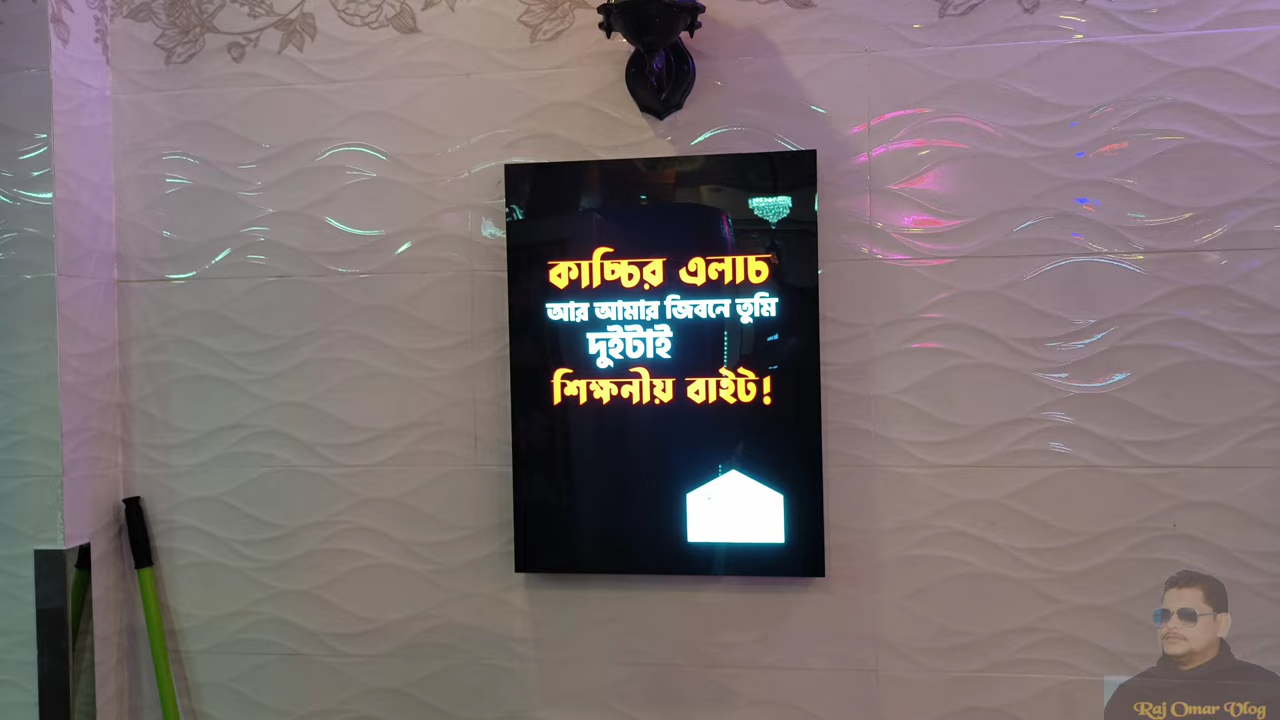 কাচ্চির এলাচ
আর আমার জিবনে তুমি
দুইটাই
শিক্ষনীয় বাইট!
Raj Omar Vlog